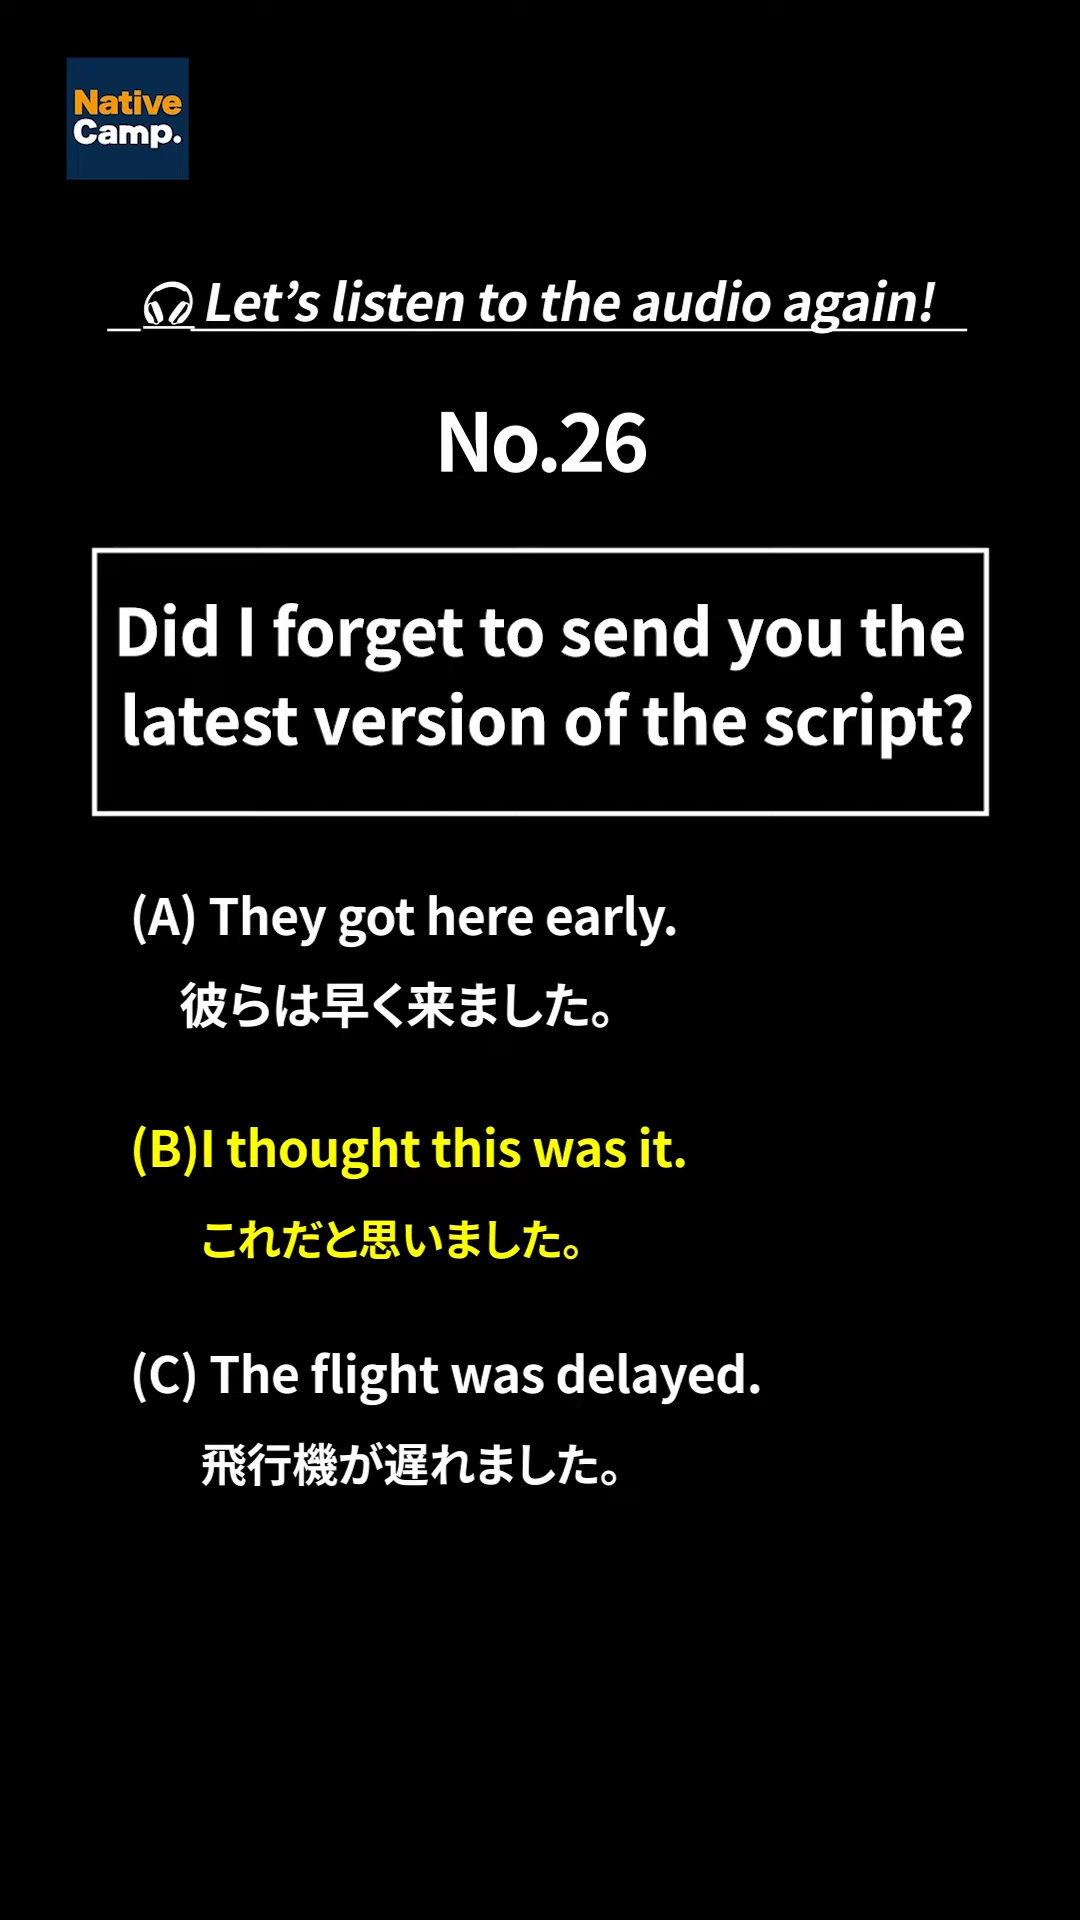 Native
Camp.
Let’s listen to the audio again!
No.26
Did I forget to send you the
latest version of the script?
(A) They got here early.
彼らは早く来ました。
(B)I thought this was it.
これだと思いました。
(C) The flight was delayed.
飛行機が遅れました。